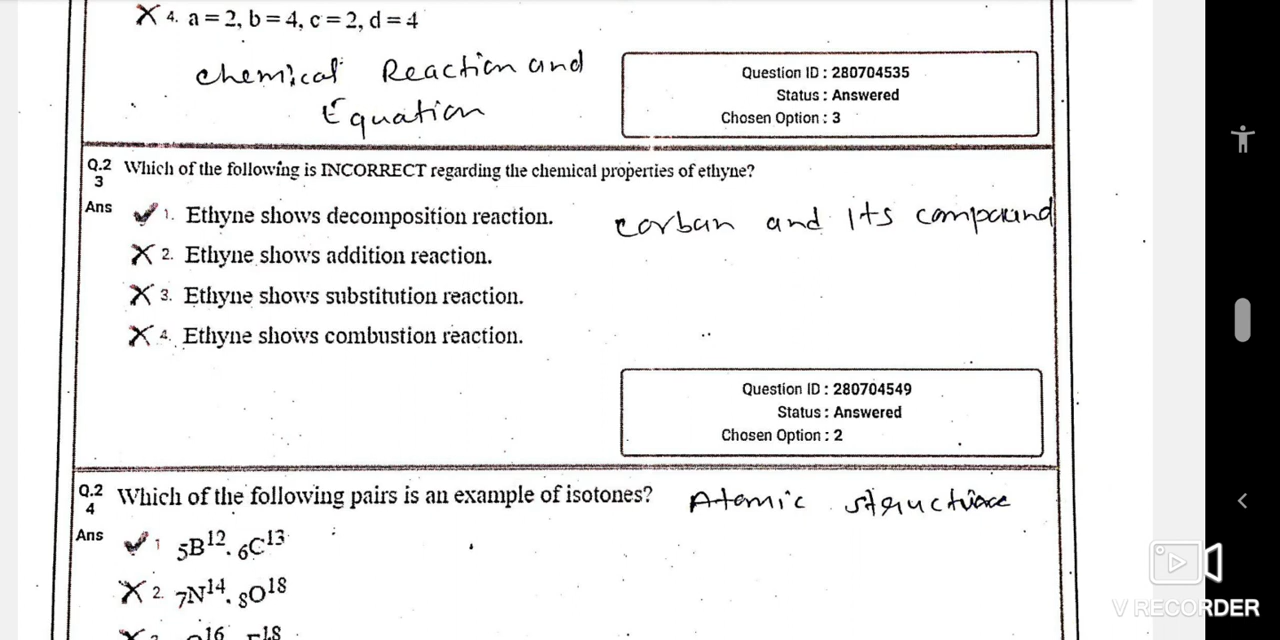 X 4. a = 2, b = 4, c = 2, d = 4
Chemical Reaction and
Equation
Question ID : 280704535
Status : Answered
Chosen Option : 3
Q.2 3 Which of the following is INCORRECT regarding the chemical properties of ethyne?
Ans ✓ 1. Ethyne shows decomposition reaction.
corban and Its compound
X 2. Ethyne shows addition reaction.
X 3. Ethyne shows substitution reaction.
X 4. Ethyne shows combustion reaction.
Question ID : 280704549
Status : Answered
Chosen Option : 2
Q.2 4 Which of the following pairs is an example of isotones?
Atomic
Ans ✓ 1 ₅B¹². ₆C¹³
X 2. ₇N¹⁴. ₈O¹⁸
V RECORDER